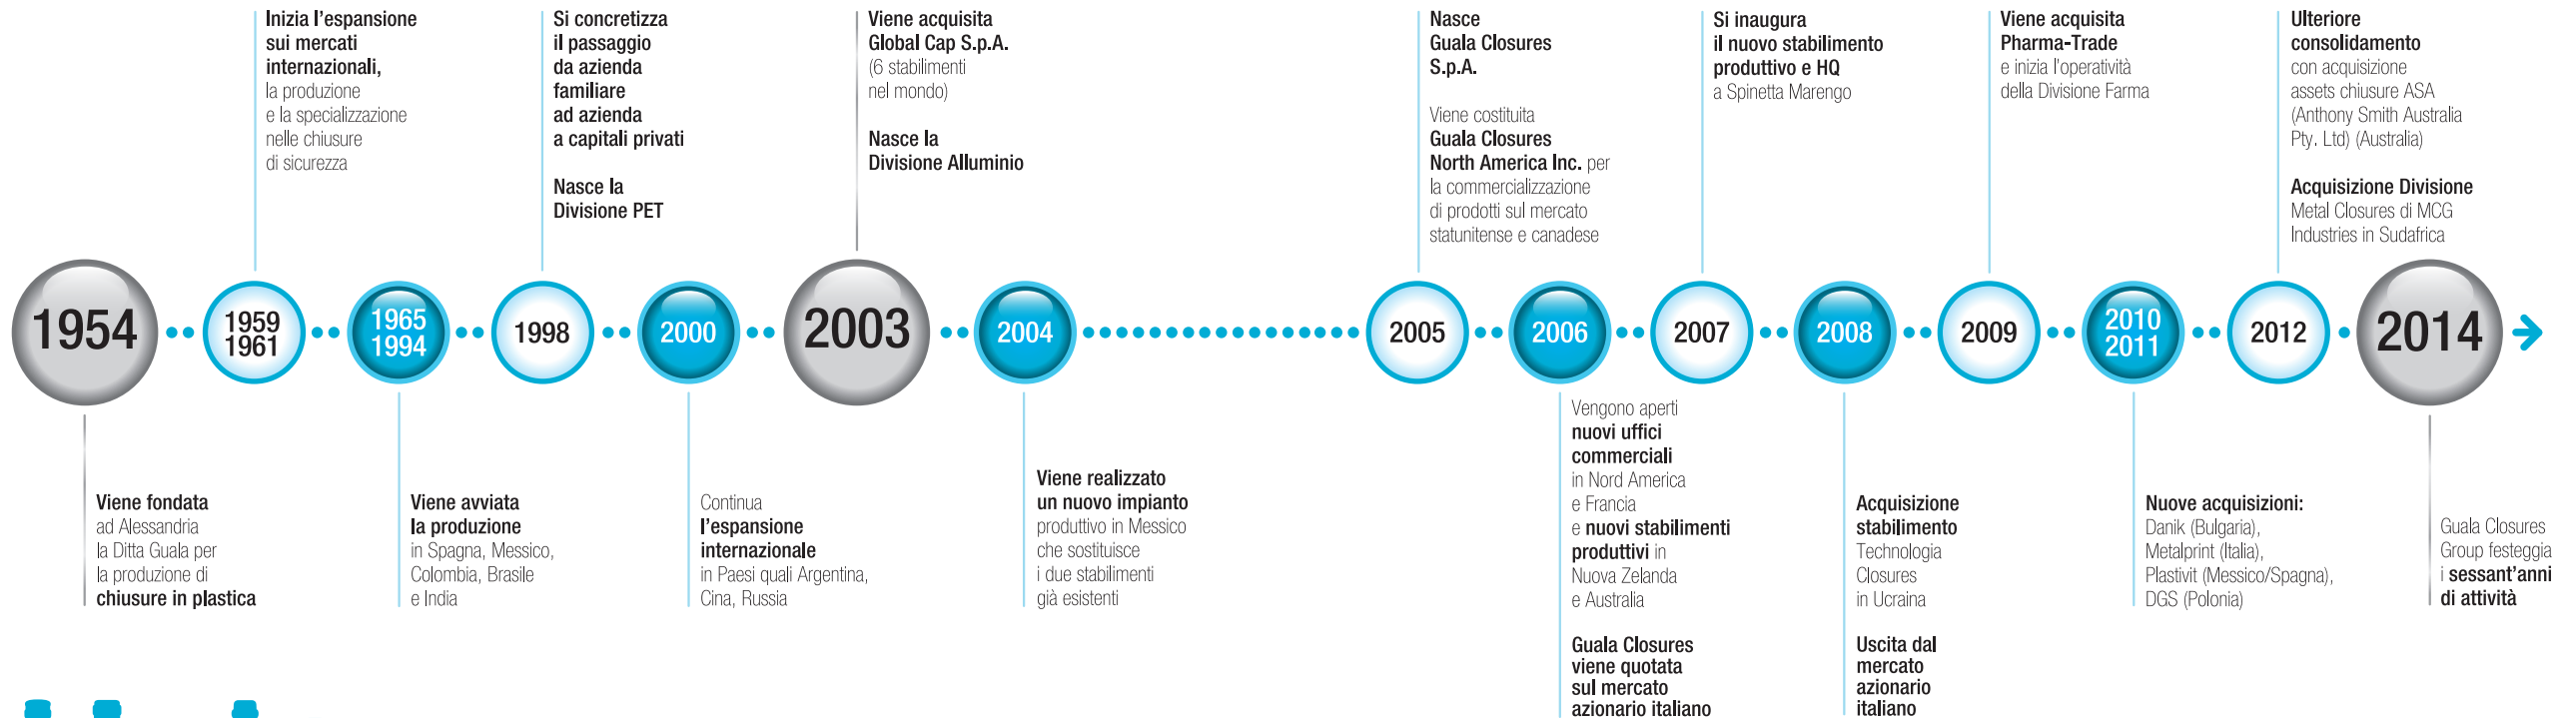 Inizia l'espansione
sui mercati
internazionali,
la produzione
e la specializzazione
nelle chiusure
di sicurezza
Si concretizza
il passaggio
da azienda
familiare
ad azienda
a capitali privati
Nasce la
Divisione PET
Viene acquisita
Global Cap S.p.A.
(6 stabilimenti
nel mondo)
Nasce la
Divisione Alluminio
Nasce
Guala Closures
S.p.A.
Viene costituita
Guala Closures
North America Inc. per
la commercializzazione
di prodotti sul mercato
statunitense e canadese
Si inaugura
il nuovo stabilimento
produttivo e HQ
a Spinetta Marengo
Viene acquisita
Pharma-Trade
e inizia l'operatività
della Divisione Farma
Ulteriore
consolidamento
con acquisizione
assets chiusure ASA
(Anthony Smith Australia
Pty. Ltd) (Australia)
Acquisizione Divisione
Metal Closures di MCG
Industries in Sudafrica
1954
1959
1961
1965
1994
1998
2000
2003
2004
2005
2006
2007
2008
2009
2010
2011
2012
2014
Viene fondata
ad Alessandria
la Ditta Guala per
la produzione di
chiusure in plastica
Viene avviata
la produzione
in Spagna, Messico,
Colombia, Brasile
e India
Continua
l'espansione
internazionale
in Paesi quali Argentina,
Cina, Russia
Viene realizzato
un nuovo impianto
produttivo in Messico
che sostituisce
i due stabilimenti
già esistenti
Vengono aperti
nuovi uffici
commerciali
in Nord America
e Francia
e nuovi stabilimenti
produttivi in
Nuova Zelanda
e Australia
Guala Closures
viene quotata
sul mercato
azionario italiano
Acquisizione
stabilimento
Technologia
Closures
in Ucraina
Uscita dal
mercato
azionario
italiano
Nuove acquisizioni:
Danik (Bulgaria),
Metalprint (Italia),
Plastivit (Messico/Spagna),
DGS (Polonia)
Guala Closures
Group festeggia
i sessant'anni
di attività